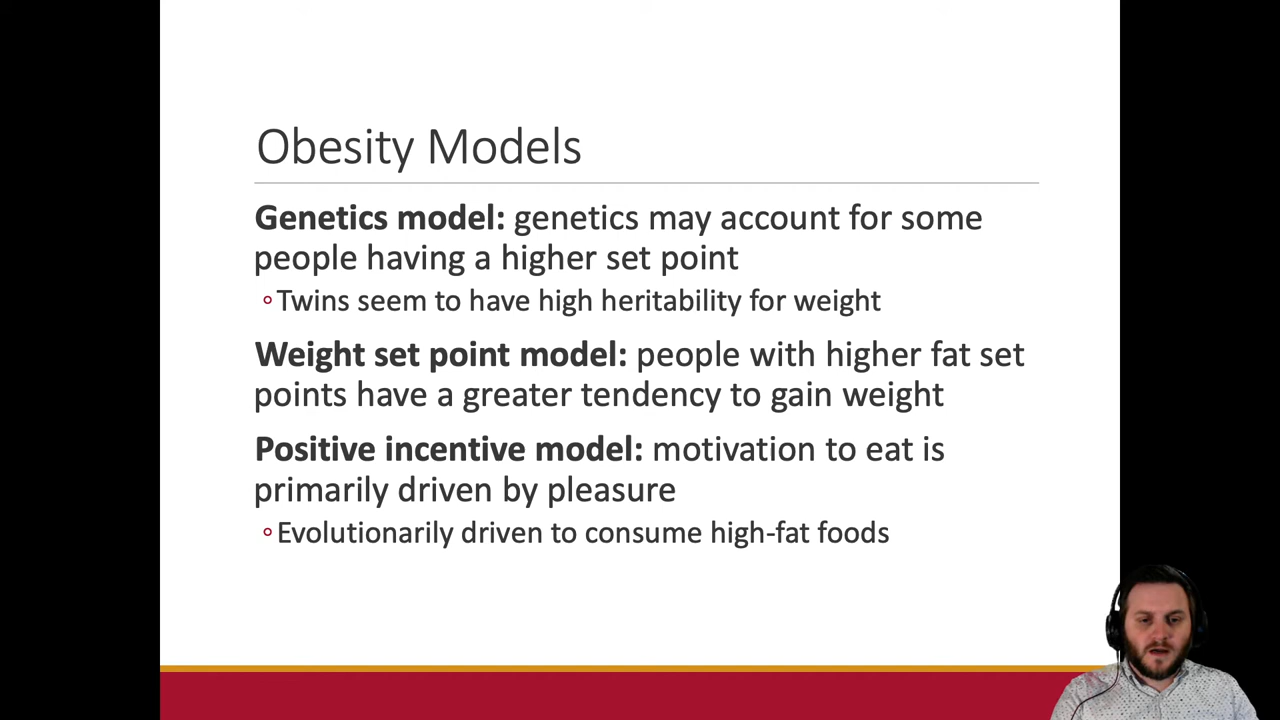 Obesity Models
Genetics model: genetics may account for some
people having a higher set point
Twins seem to have high heritability for weight
Weight set point model: people with higher fat set
points have a greater tendency to gain weight
Positive incentive model: motivation to eat is
primarily driven by pleasure
Evolutionarily driven to consume high-fat foods